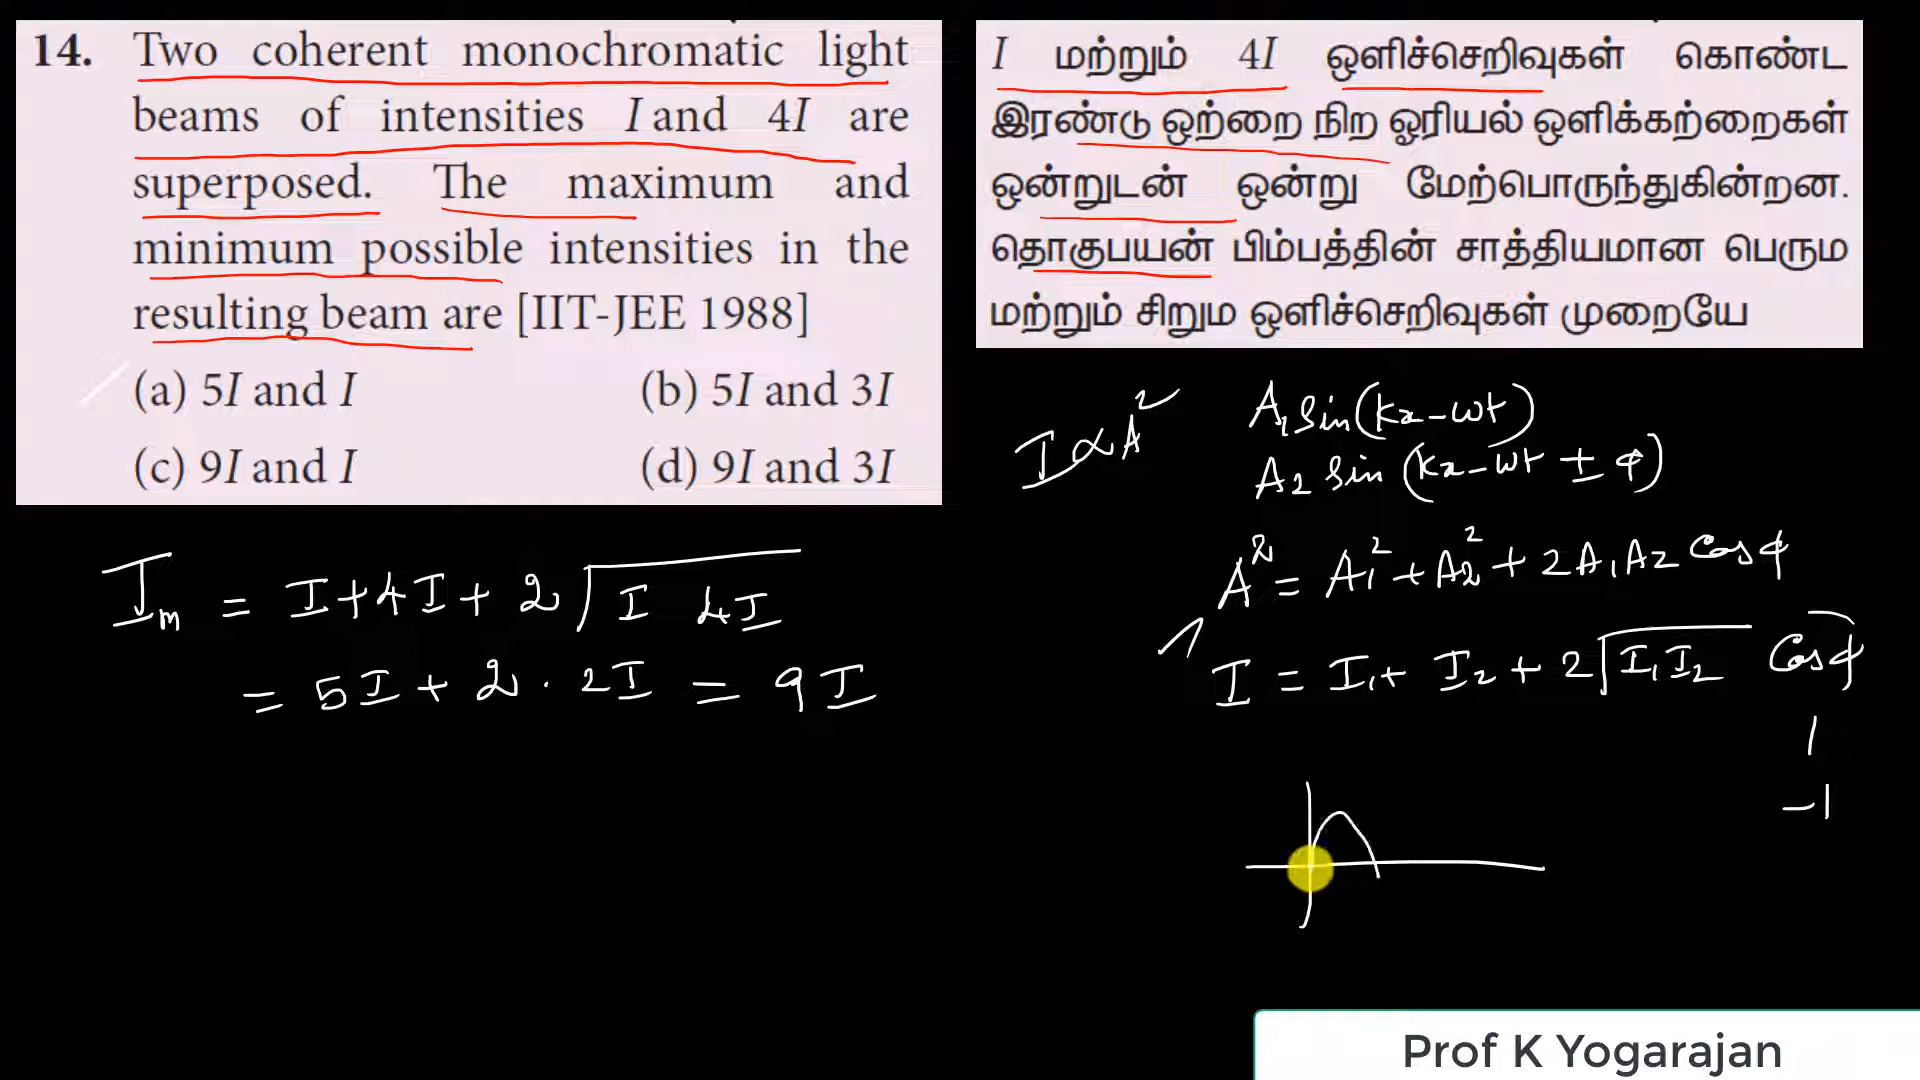 14. Two coherent monochromatic light
beams of intensities I and 4I are
superposed. The maximum and
minimum possible intensities in the
resulting beam are [IIT-JEE 1988]
(a) 5I and I (b) 5I and 3I
(c) 9I and I (d) 9I and 3I
I மற்றும் 4I ஒளிச்செறிவுகள் கொண்ட
இரண்டு ஒற்றை நிற ஓரியல் ஒளிக்கற்றைகள்
ஒன்றுடன் ஒன்று மேற்பொருந்துகின்றன.
தொகுபயன் பிம்பத்தின் சாத்தியமான பெரும
மற்றும் சிறும ஒளிச்செறிவுகள் முறையே
I ∝ A²
A₁ sin(kx-ωt)
A₂ sin(kx-ωt ± φ)
A² = A₁² + A₂² + 2A₁A₂ cos φ
I = I₁ + I₂ + 2√I₁I₂ cos φ
1
-1
Iₘ = I+4I+ 2√I 4I
= 5I + 2 . 2I = 9I
Prof K Yogarajan